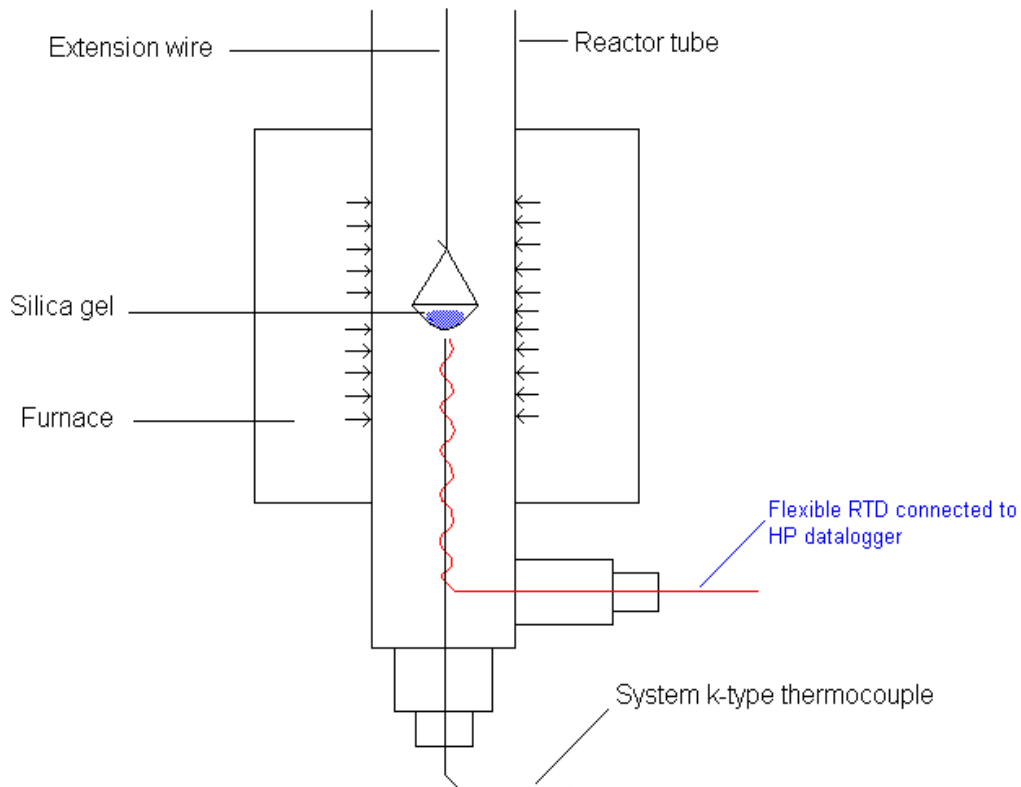 Extension wire
Reactor tube
Silica gel
Furnace
Flexible RTD connected to
HP datalogger
System k-type thermocouple